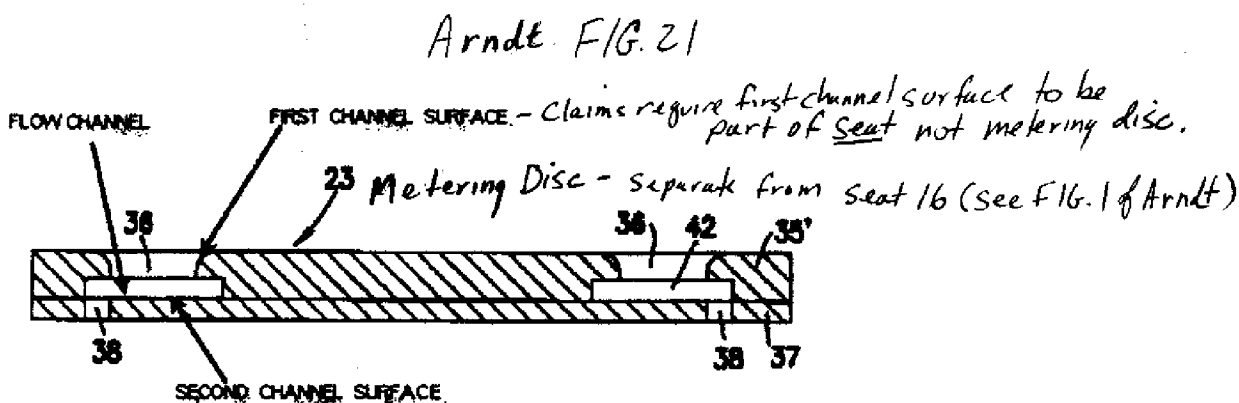 Arndt FIG. 21
FLOW CHANNEL
FIRST CHANNEL SURFACE - Claims require first channel surface to be
part of seat not metering disc.
23 Metering Disc - separate from seat 16 (see FIG. 1 of Arndt)
36 36 42 35'
38 38 37
SECOND CHANNEL SURFACE